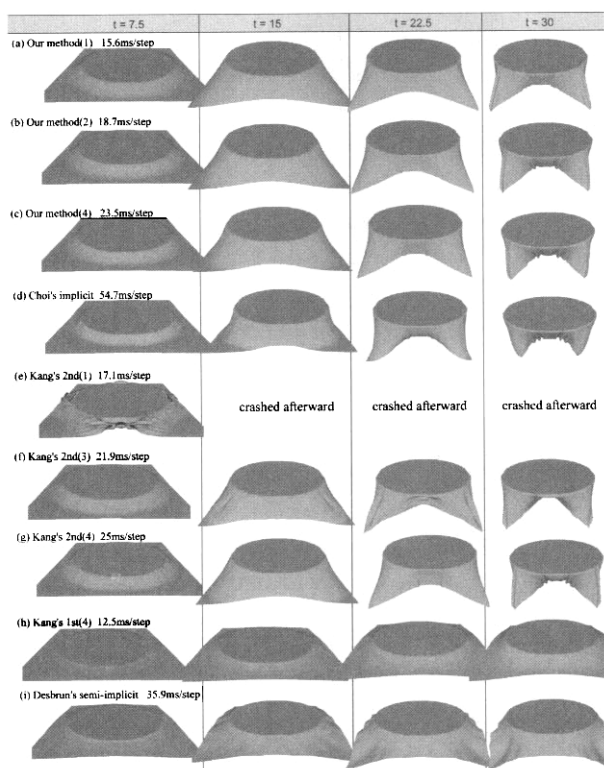 t = 7.5 t = 15 t = 22.5 t = 30
(a) Our method(1) 15.6ms/step
(b) Our method(2) 18.7ms/step
(c) Our method(4) 23.5ms/step
(d) Choi's implicit 54.7ms/step
(e) Kang's 2nd(1) 17.1ms/step
crashed afterward crashed afterward crashed afterward
(f) Kang's 2nd(3) 21.9ms/step
(g) Kang's 2nd(4) 25ms/step
(h) Kang's 1st(4) 12.5ms/step
(i) Desbrun's semi-implicit 35.9ms/step